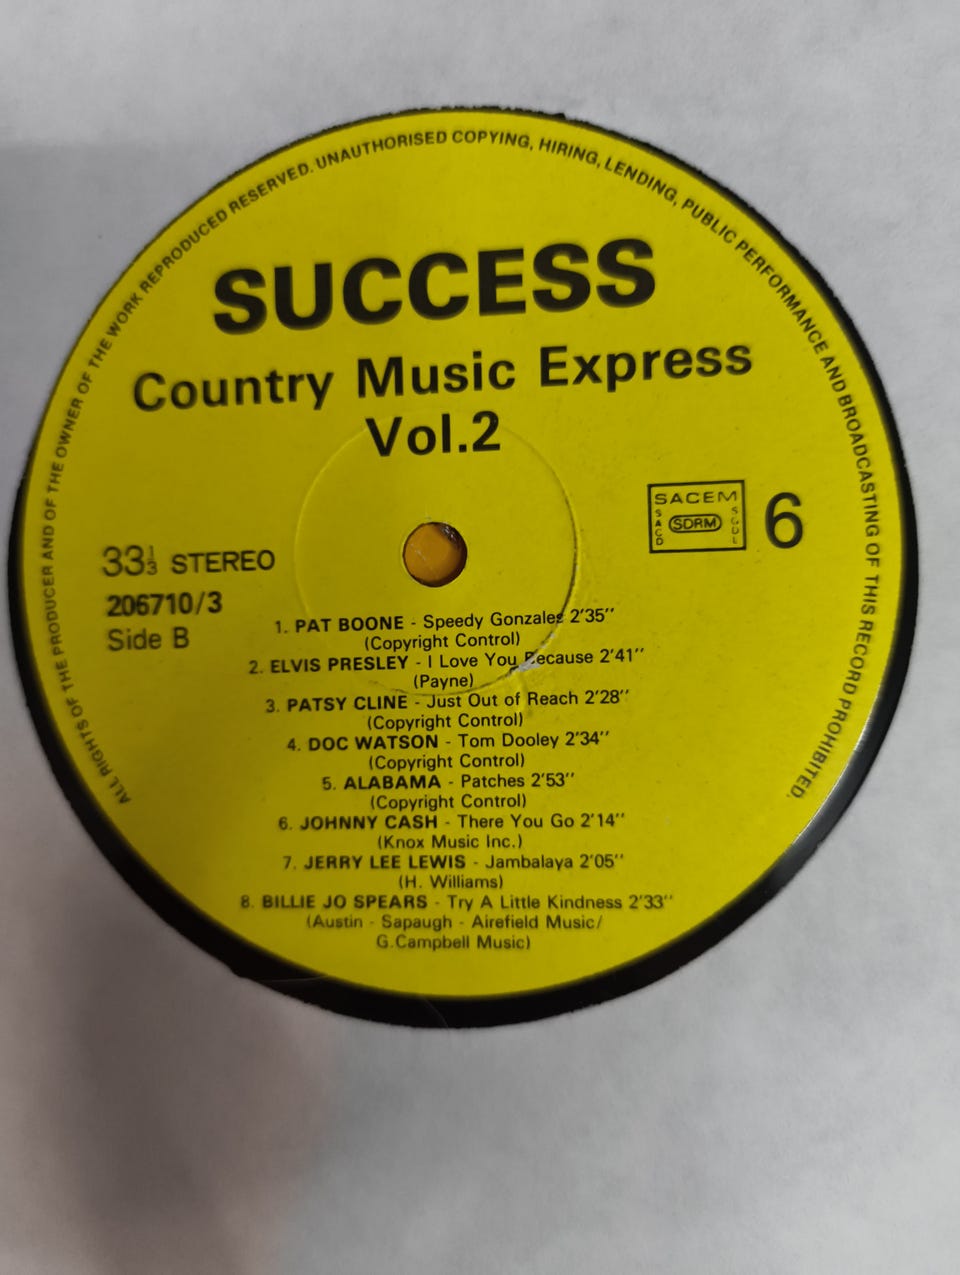 ALL RIGHTS OF THE PRODUCER AND OF THE OWNER OF THE WORK REPRODUCED RESERVED. UNAUTHORISED COPYING, HIRING, LENDING, PUBLIC PERFORMANCE AND BROADCASTING OF THIS RECORD PROHIBITED.
SUCCESS
Country Music Express
Vol.2
SACEM
SACD
SDRM
SGDL
6
33⅓ STEREO
206710/3
Side B
1. PAT BOONE - Speedy Gonzales 2'35''
(Copyright Control)
2. ELVIS PRESLEY - I Love You Because 2'41''
(Payne)
3. PATSY CLINE - Just Out of Reach 2'28''
(Copyright Control)
4. DOC WATSON - Tom Dooley 2'34''
(Copyright Control)
5. ALABAMA - Patches 2'53''
(Copyright Control)
6. JOHNNY CASH - There You Go 2'14''
(Knox Music Inc.)
7. JERRY LEE LEWIS - Jambalaya 2'05''
(H. Williams)
8. BILLIE JO SPEARS - Try A Little Kindness 2'33''
(Austin - Sapaugh - Airefield Music/
G.Campbell Music)